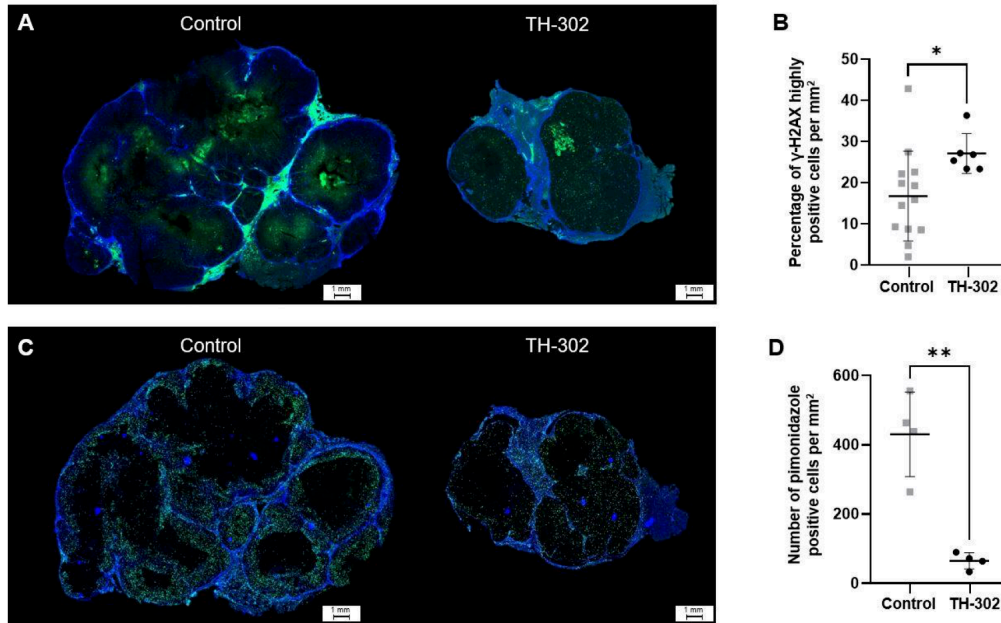 A
Control
TH-302
1 mm
1 mm
B
*
Percentage of γ-H2AX highly
positive cells per mm²
50
40
30
20
10
0
Control
TH-302
C
Control
TH-302
1 mm
1 mm
D
**
Number of pimonidazole
positive cells per mm²
600
400
200
0
Control
TH-302